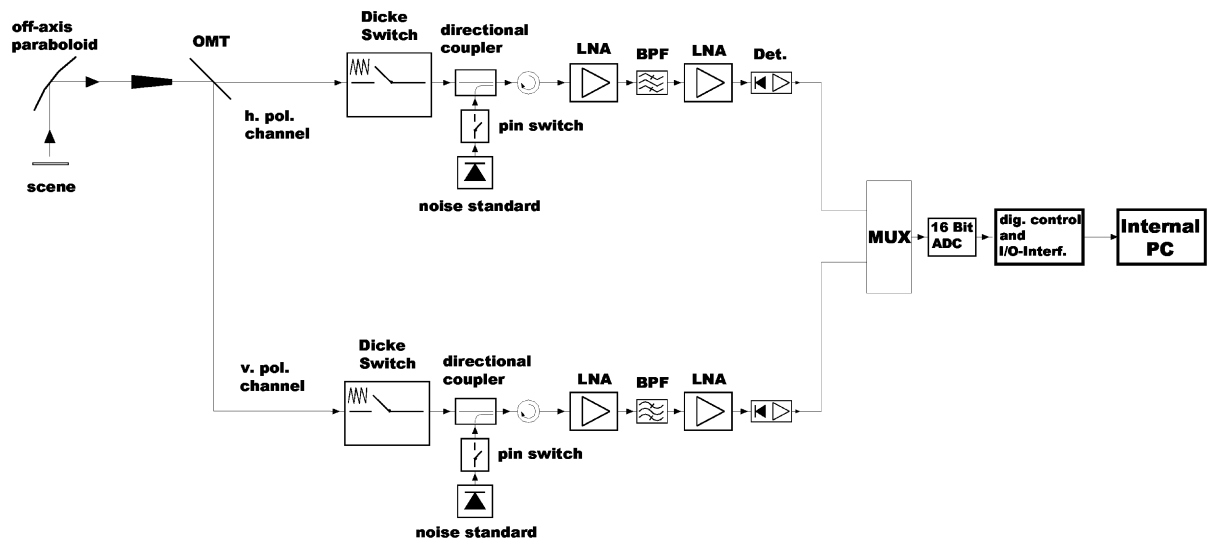 off-axis
paraboloid
OMT
scene
h. pol.
channel
Dicke
Switch
directional
coupler
pin switch
noise standard
LNA
BPF
LNA
Det.
MUX
16 Bit
ADC
dig. control
and
I/O-Interf.
Internal
PC
v. pol.
channel
Dicke
Switch
directional
coupler
pin switch
noise standard
LNA
BPF
LNA